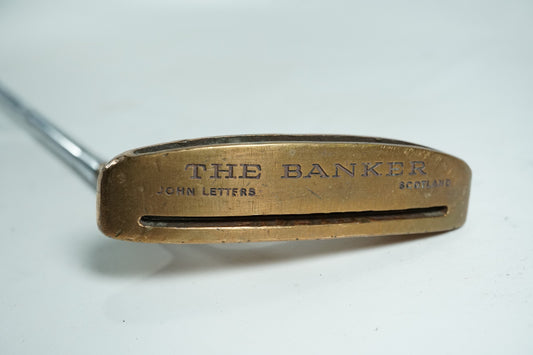 THE BANKER
JOHN LETTERS SCOTLAND